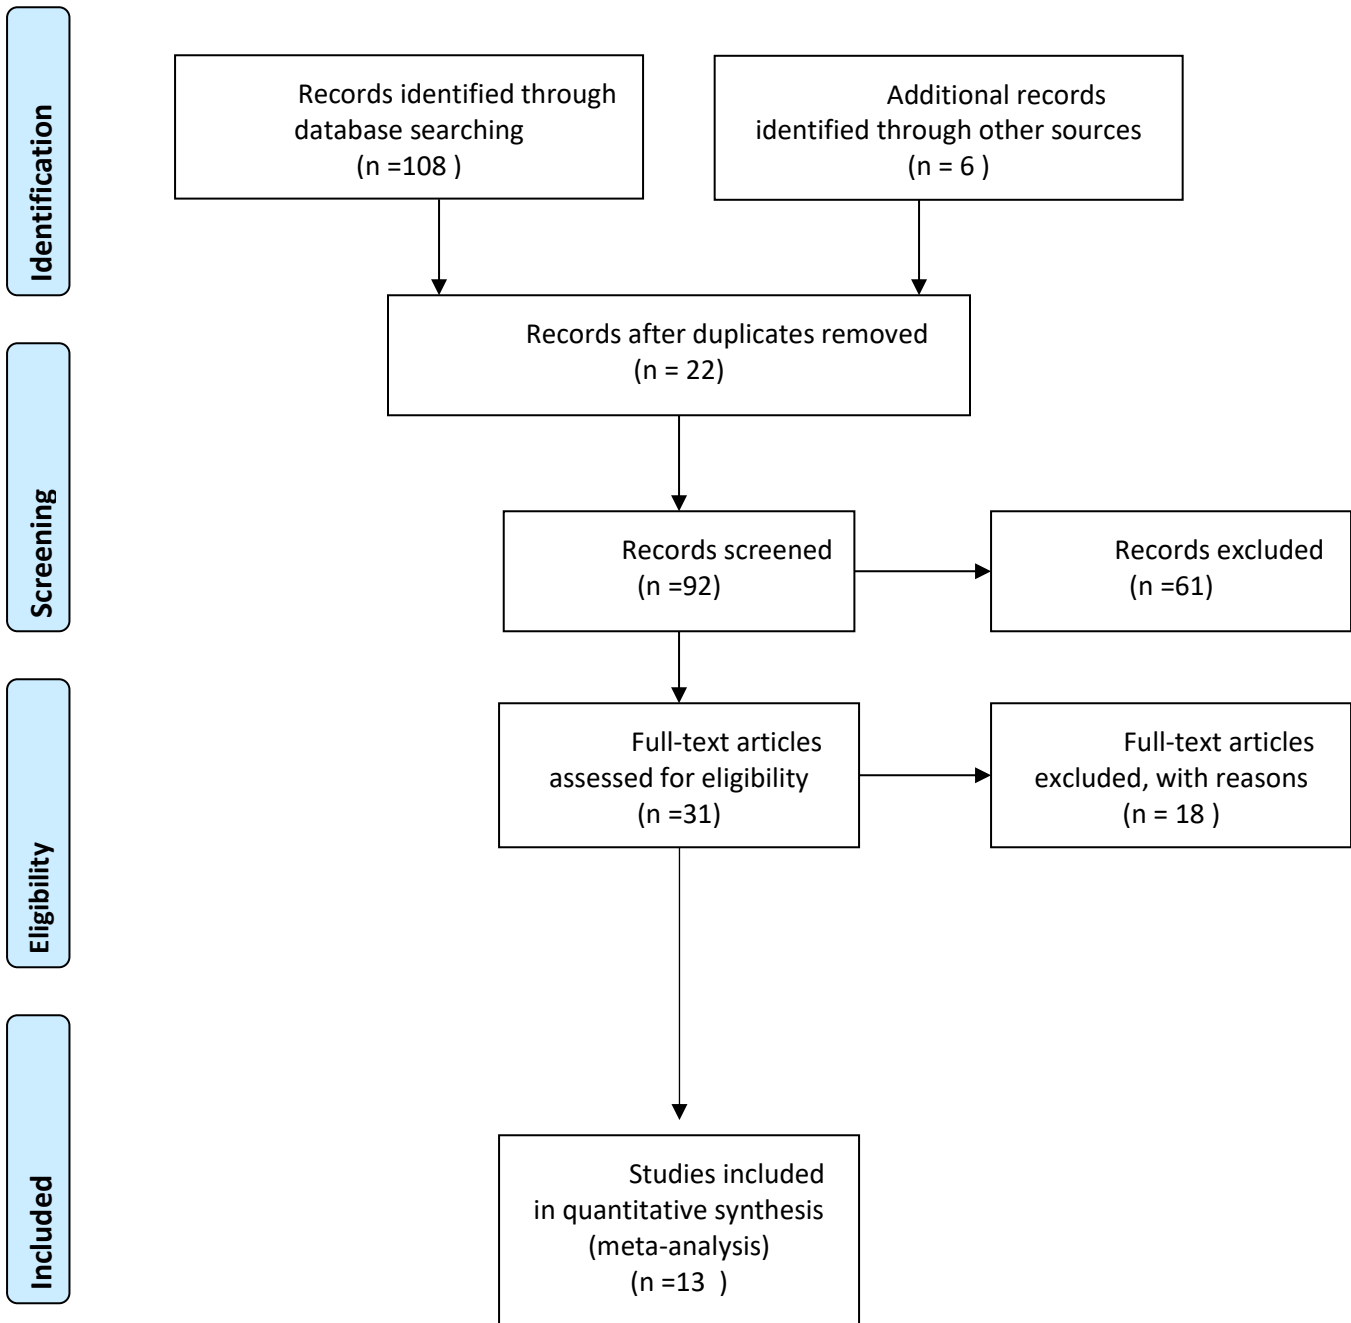 Identification
Records identified through
database searching
(n =108 )
Additional records
identified through other sources
(n = 6 )
Records after duplicates removed
(n = 22)
Screening
Records screened
(n =92)
Records excluded
(n =61)
Eligibility
Full-text articles
assessed for eligibility
(n =31)
Full-text articles
excluded, with reasons
(n = 18 )
Included
Studies included
in quantitative synthesis
(meta-analysis)
(n =13  )